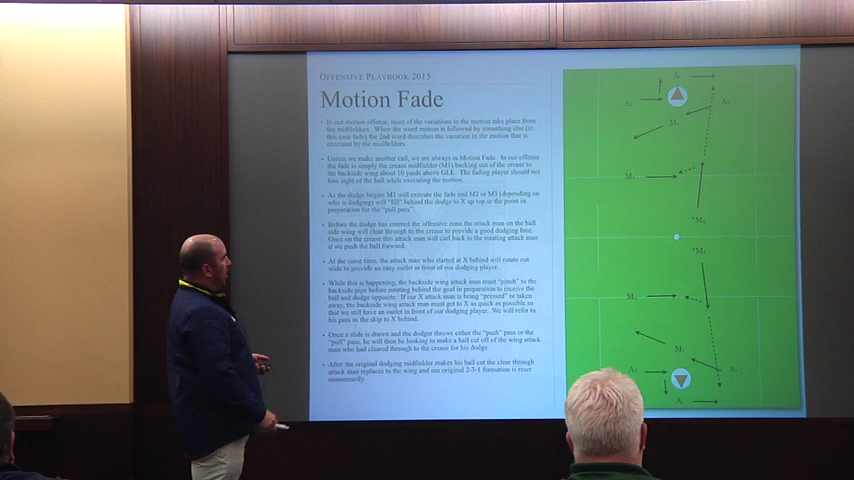 OFFENSIVE PLAYBOOK 2015
Motion Fade
• In our motion offense, most of the variations in the motion take place from
the midfielders. When the word motion is followed by something else (in
this case fade) the 2nd word describes the variation in the motion that
is executed by the midfielders.
• Unless we make another call, we are always in Motion Fade. In our offense
the fade is simply the crease midfielder (M1) backing out of the crease to
the backside wing about 10 yards above GLE. The fading player should not
lose sight of the ball while executing the motion.
• As the dodge begins M1 will execute the fade and M2 or M3 (depending on
who is dodging) will "fill" behind the dodge to X up top or the point in
preparation for the "pull pass".
• Before the dodge has entered the offensive zone the attack man on the ball
side wing will clear through to the crease to provide a good dodging lane.
Once on the crease this attack man will curl back to the rotating attack man
if we push the ball forward.
• At the same time, the attack man who started at X behind will rotate out
wide to provide an easy outlet in front of our dodging player.
• While this is happening, the backside wing attack man must "pinch" to the
backside pipe before rotating behind the goal in preparation to receive the
ball and dodge opposite. If our X attack man is being "pressed" or taken
away, the backside wing attack man must get to X as quick as possible so
that we still have an outlet in front of our dodging player. We will refer to
his pass as the skip to X behind.
• Once a slide is drawn and the dodger throws either the "push" pass or the
"pull" pass, he will then be looking to make a ball cut off of the wing attack
man who had cleared through to the crease for his dodge.
• After the original dodging midfielder makes his ball cut the clear through
attack man replaces to the wing and our original 2-3-1 formation is reset
momentarily.